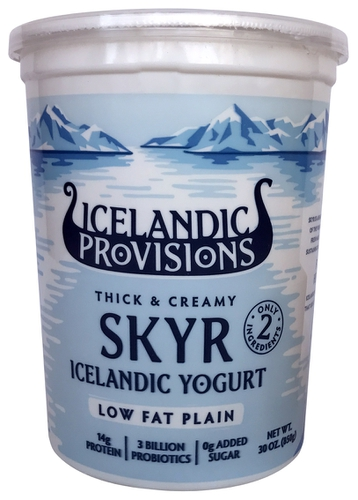 ICELANDIC
PROVISIONS
THICK & CREAMY
SKYR
ONLY
2
INGREDIENTS
ICELANDIC YOGURT
LOW FAT PLAIN
14g
PROTEIN
3 BILLION
PROBIOTICS
0g ADDED
SUGAR
NET WT.
30 OZ. (850g)